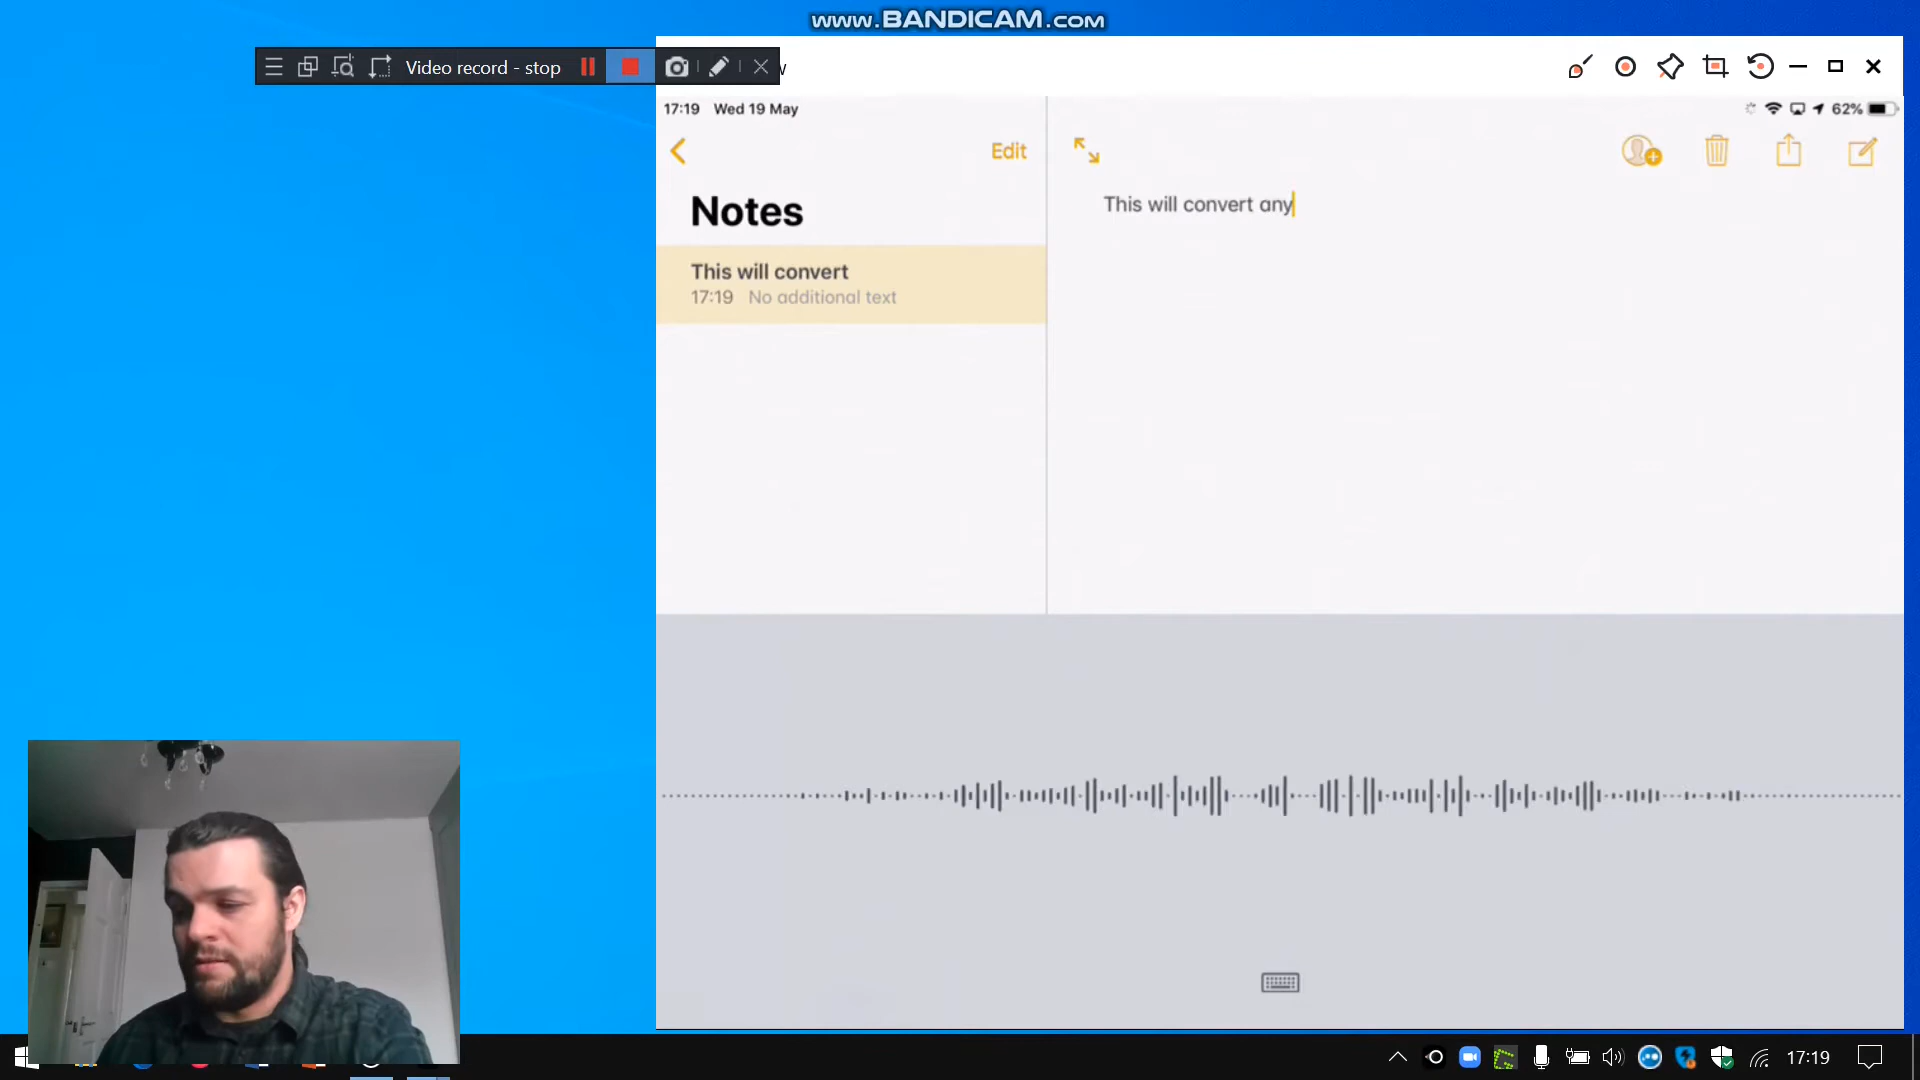 www.BANDICAM.com
Video record - stop
17:19 Wed 19 May
62%
Edit
Notes
This will convert
17:19 No additional text
This will convert any
17:19